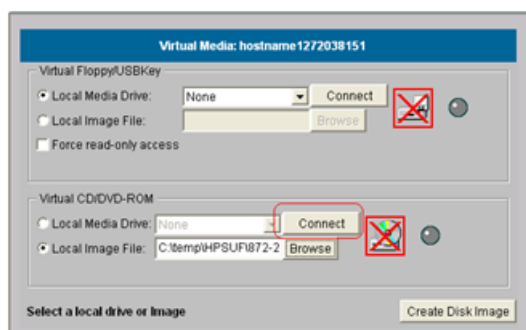 Virtual Media: hostname1272038151
Virtual Floppy/USBKey
Local Media Drive: None Connect
Local Image File: Browse
Force read-only access
Virtual CD/DVD-ROM
Local Media Drive: None Connect
Local Image File: C:\temp\HPSUF\872-2 Browse
Select a local drive or Image Create Disk Image